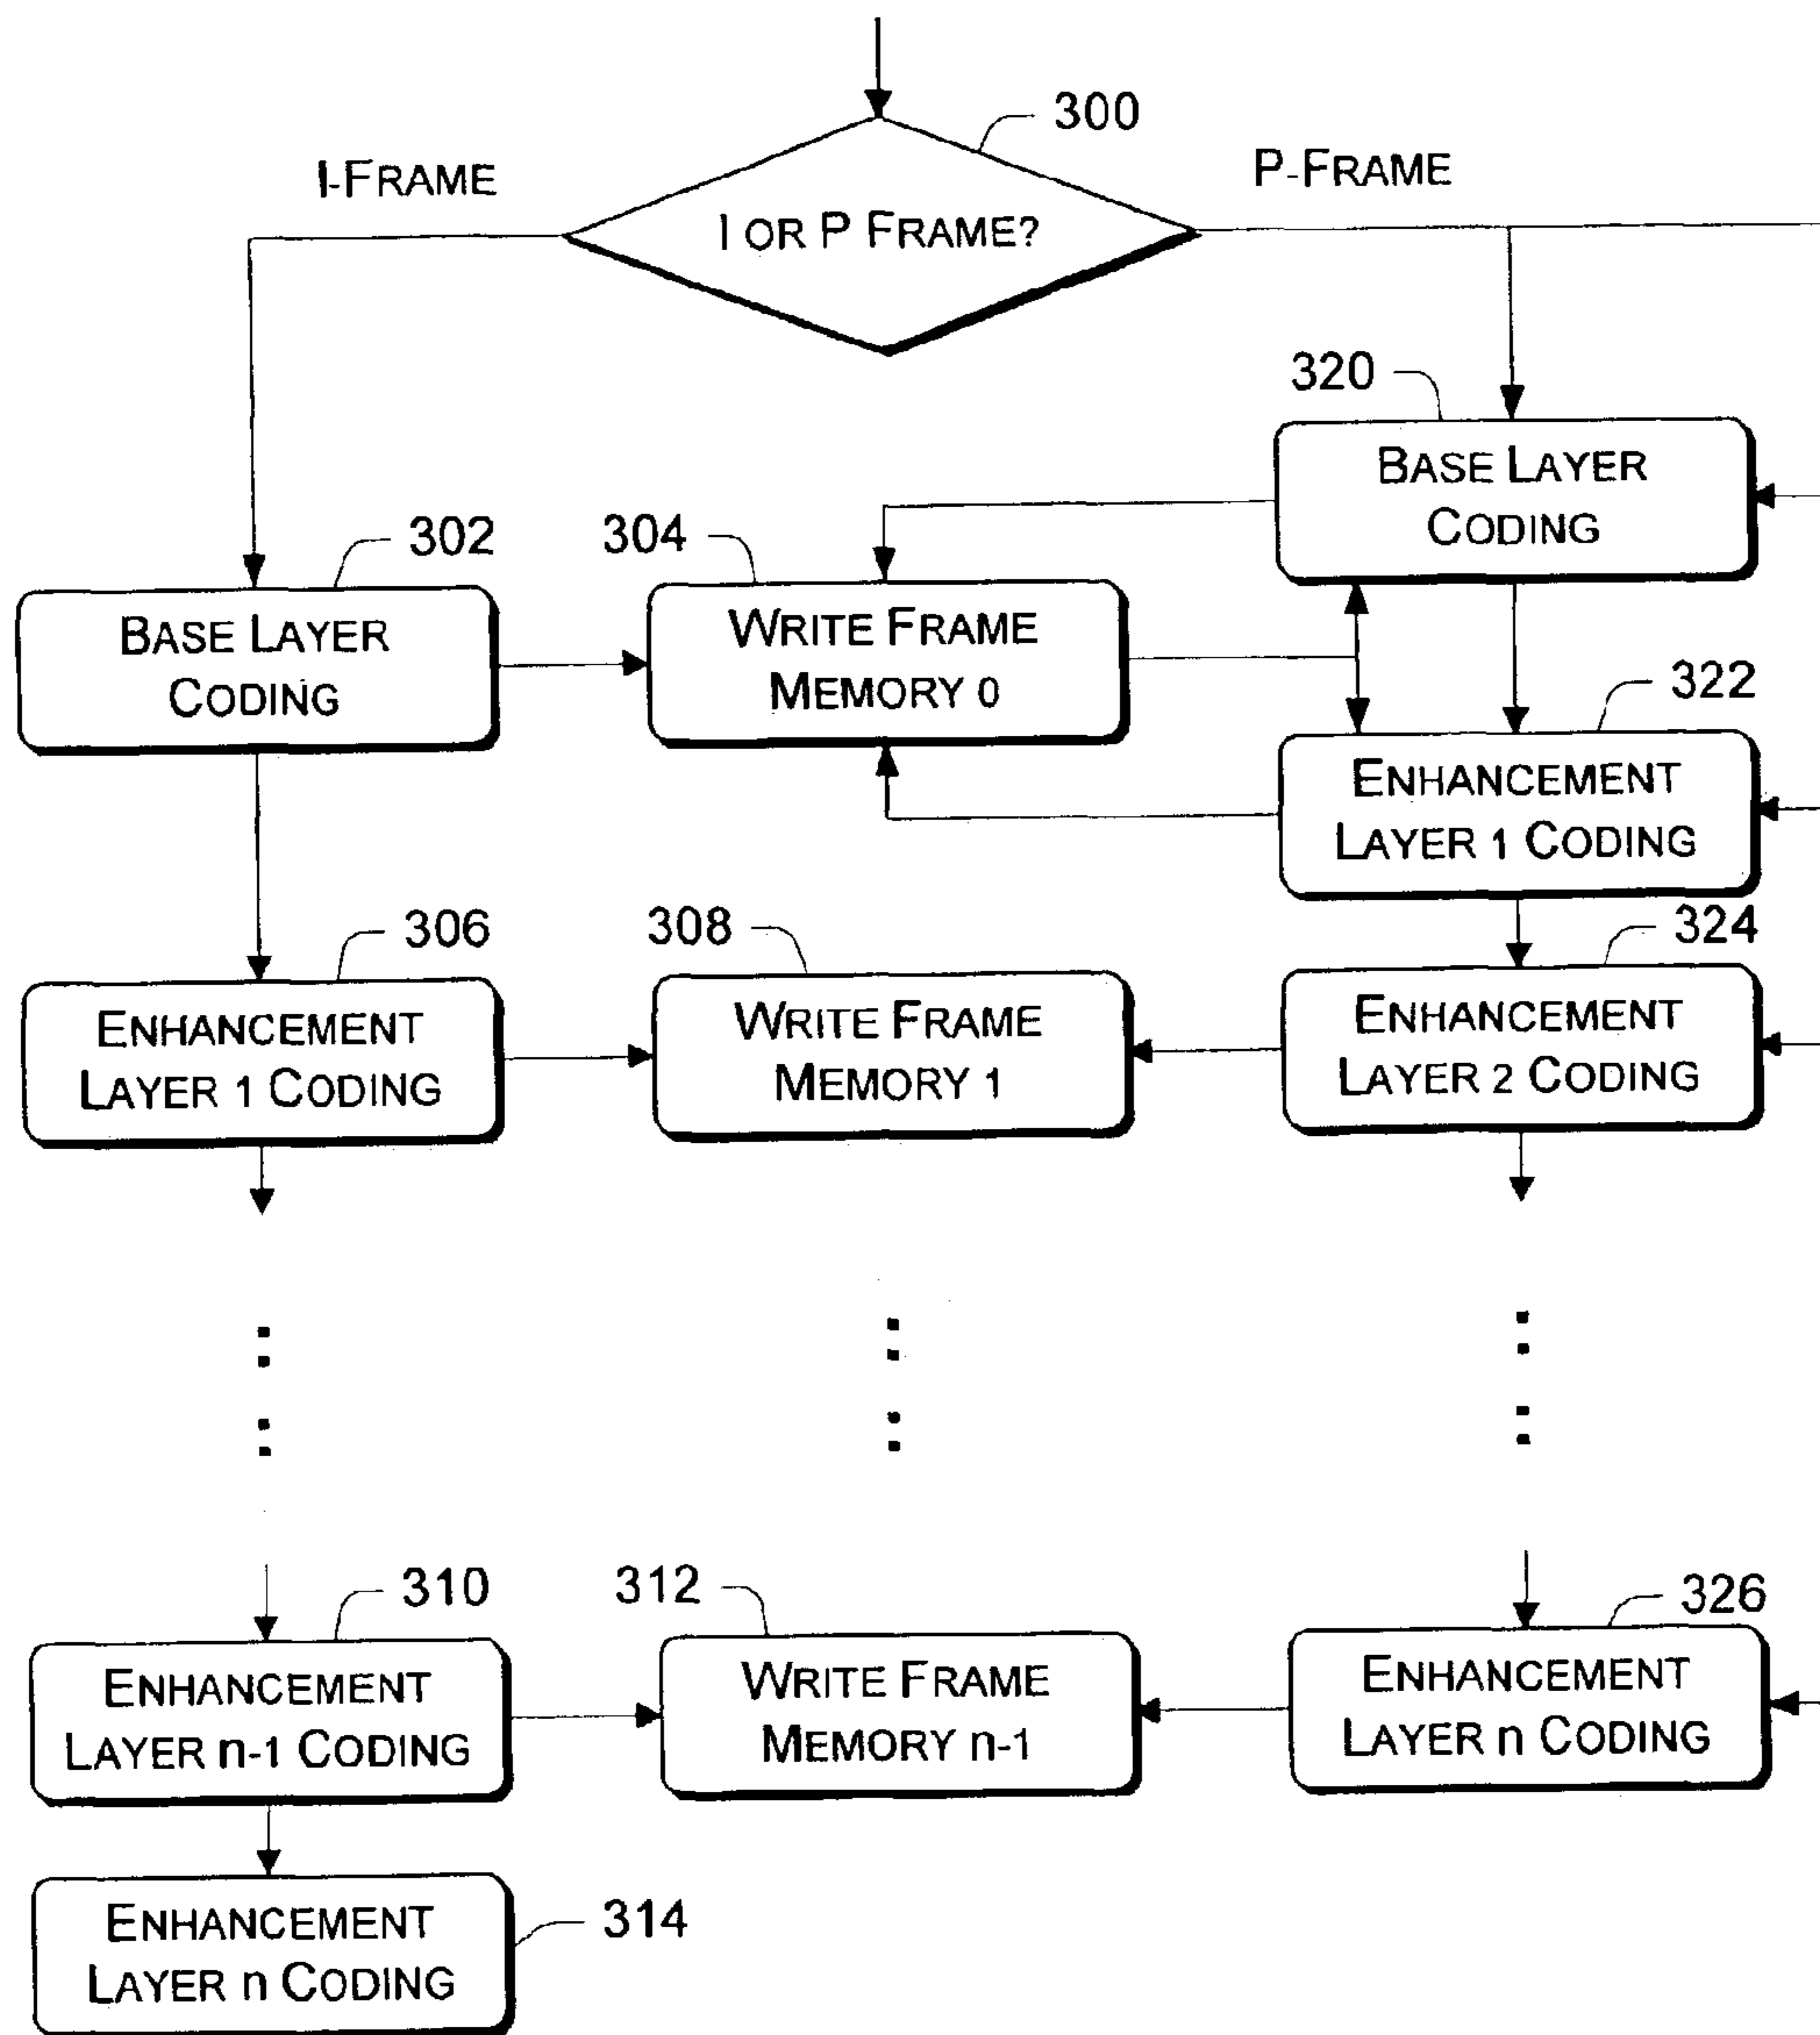 300
I-FRAME
P-FRAME
I OR P FRAME?
320
BASE LAYER
CODING
302
304
BASE LAYER
CODING
WRITE FRAME
MEMORY 0
322
ENHANCEMENT
LAYER 1 CODING
306
308
324
ENHANCEMENT
LAYER 1 CODING
WRITE FRAME
MEMORY 1
ENHANCEMENT
LAYER 2 CODING
310
312
326
ENHANCEMENT
LAYER n-1 CODING
WRITE FRAME
MEMORY n-1
ENHANCEMENT
LAYER n CODING
ENHANCEMENT
LAYER n CODING
314